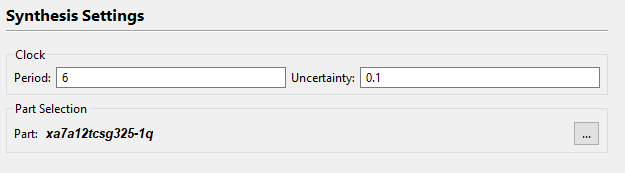 Synthesis Settings
Clock
Period: 6 Uncertainty: 0.1
Part Selection
Part: xa7a12tcsg325-1q ...